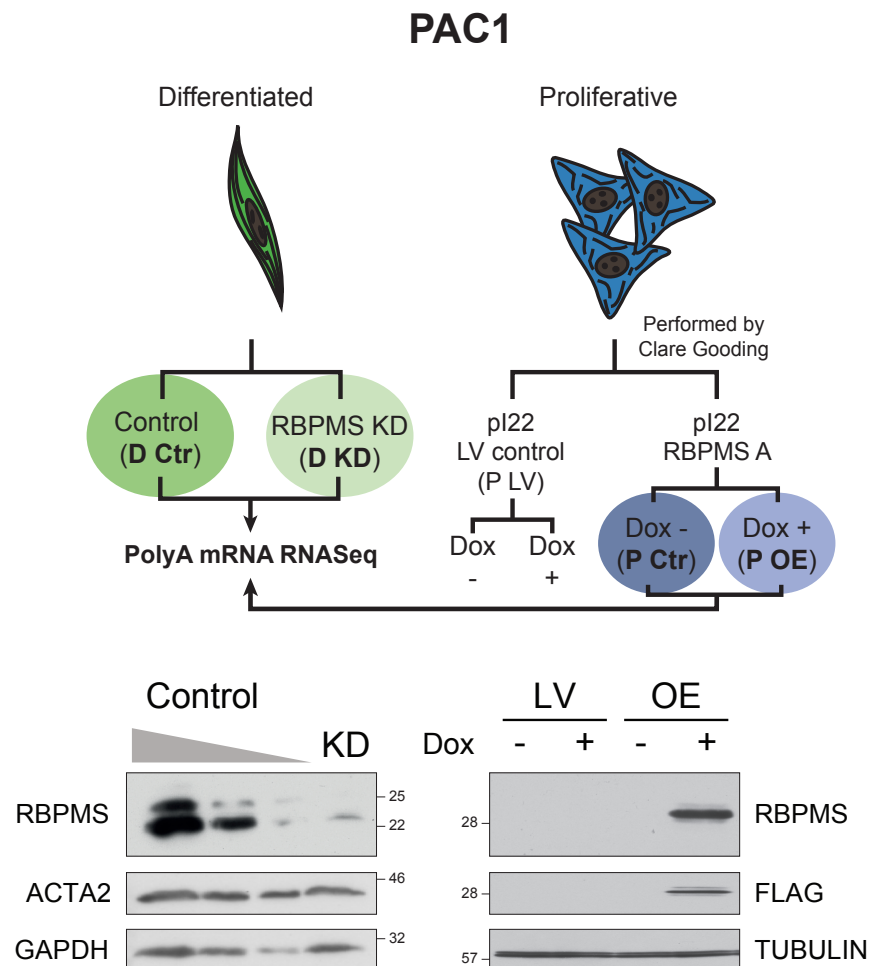 PAC1
Differentiated
Proliferative
Performed by
Clare Gooding
Control
(D Ctr)
RBPMS KD
(D KD)
pI22
LV control
(P LV)
pI22
RBPMS A
Dox
-
Dox
+
Dox -
(P Ctr)
Dox +
(P OE)
PolyA mRNA RNASeq
Control
KD
RBPMS
25
22
ACTA2
46
GAPDH
32
LV
OE
Dox - + - +
28
RBPMS
28
FLAG
57
TUBULIN